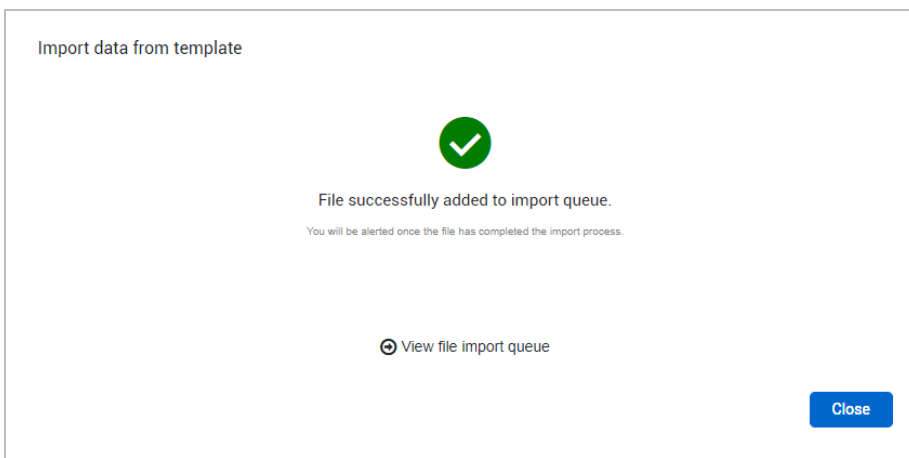 Import data from template
File successfully added to import queue.
You will be alerted once the file has completed the import process.
View file import queue
Close